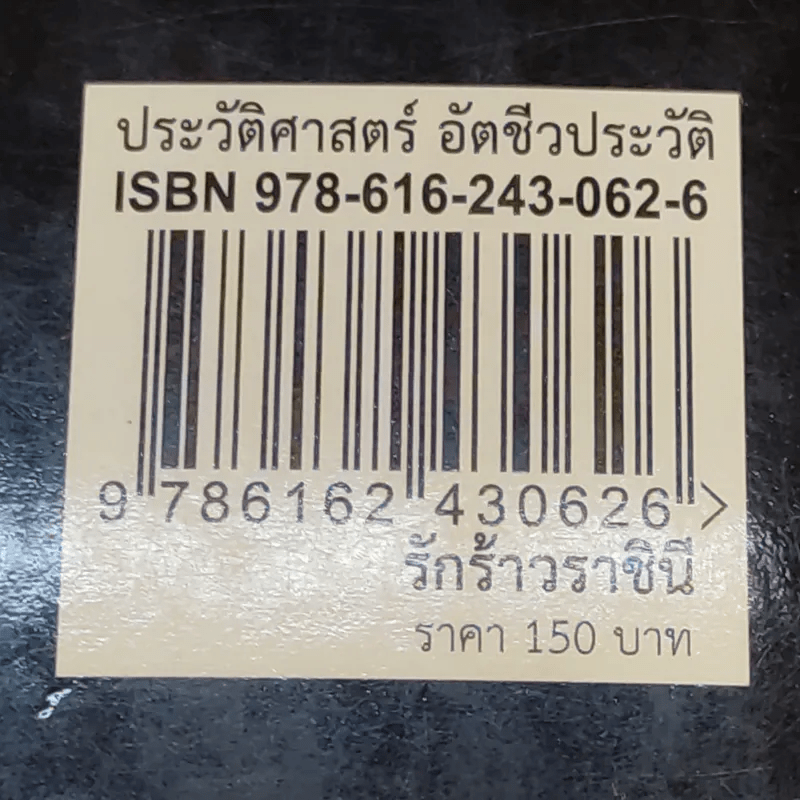 ประวัติศาสตร์ อัตชีวประวัติ
ISBN 978-616-243-062-6
9 786162 430626 >
รักร้าวราชินี
ราคา 150 บาท